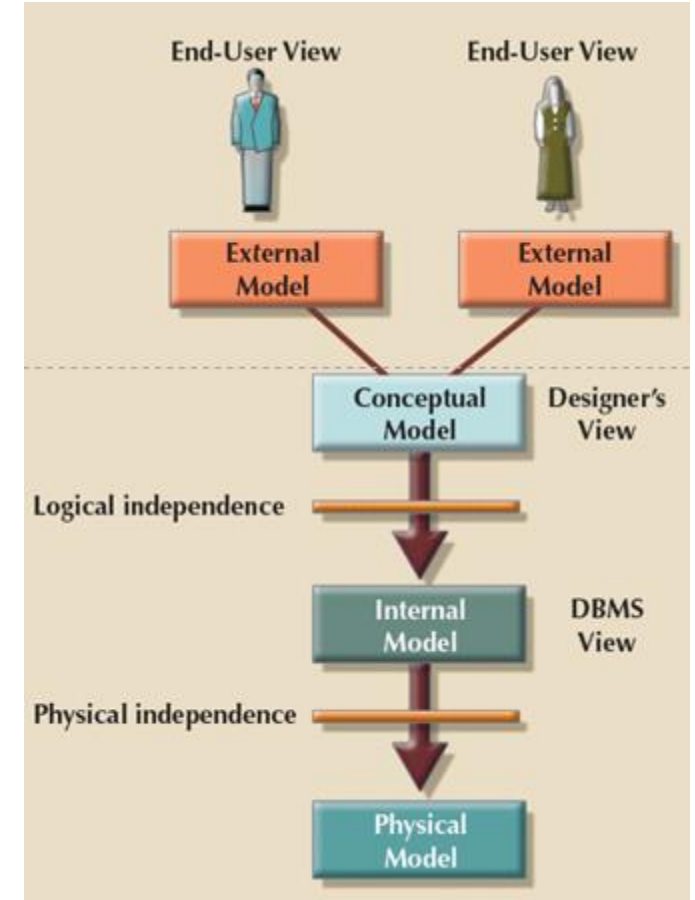 End-User View
End-User View
External
Model
External
Model
Conceptual
Model
Designer's
View
Logical independence
Internal
Model
DBMS
View
Physical independence
Physical
Model